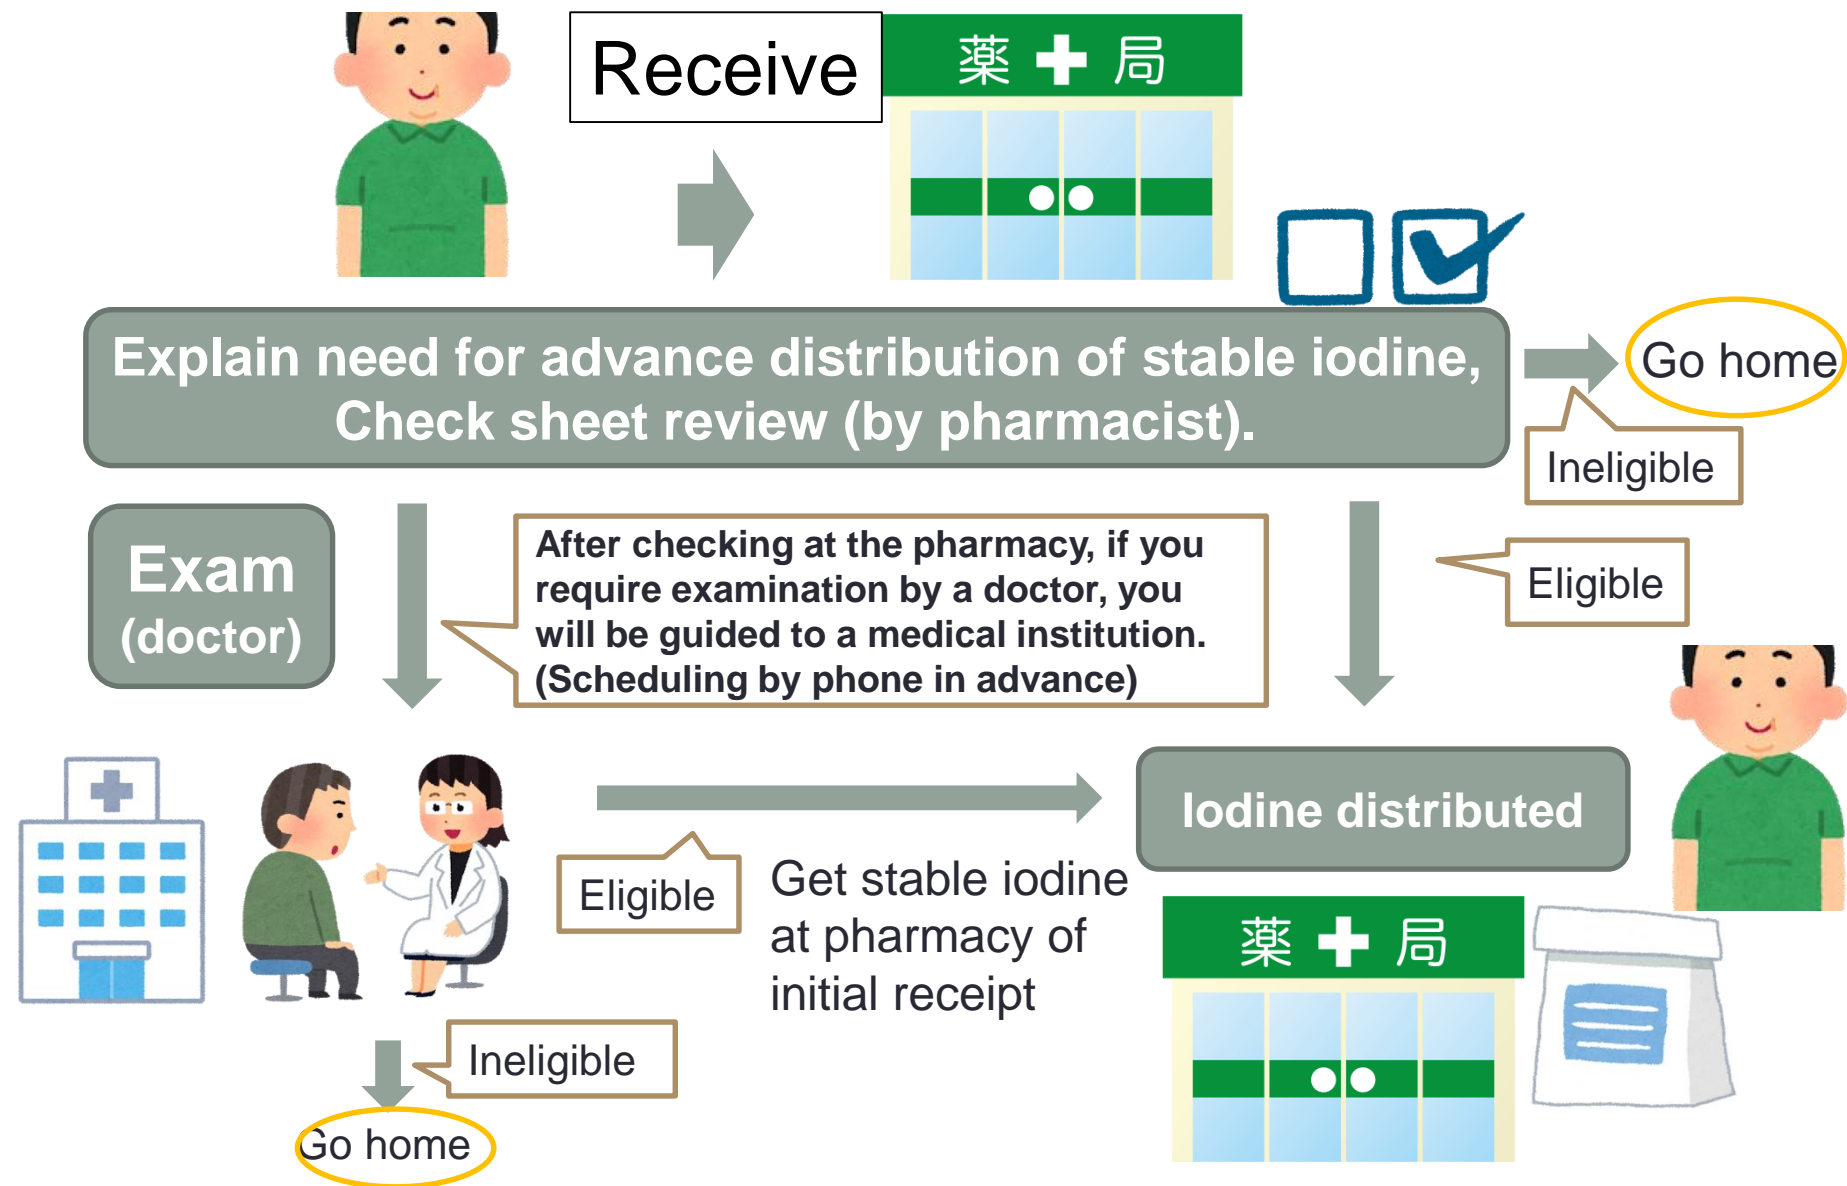 Receive
薬 局
Explain need for advance distribution of stable iodine,
Check sheet review (by pharmacist).
Go home
Ineligible
Exam
(doctor)
After checking at the pharmacy, if you
require examination by a doctor, you
will be guided to a medical institution.
(Scheduling by phone in advance)
Eligible
Iodine distributed
Eligible
Get stable iodine
at pharmacy of
initial receipt
薬 局
Ineligible
Go home